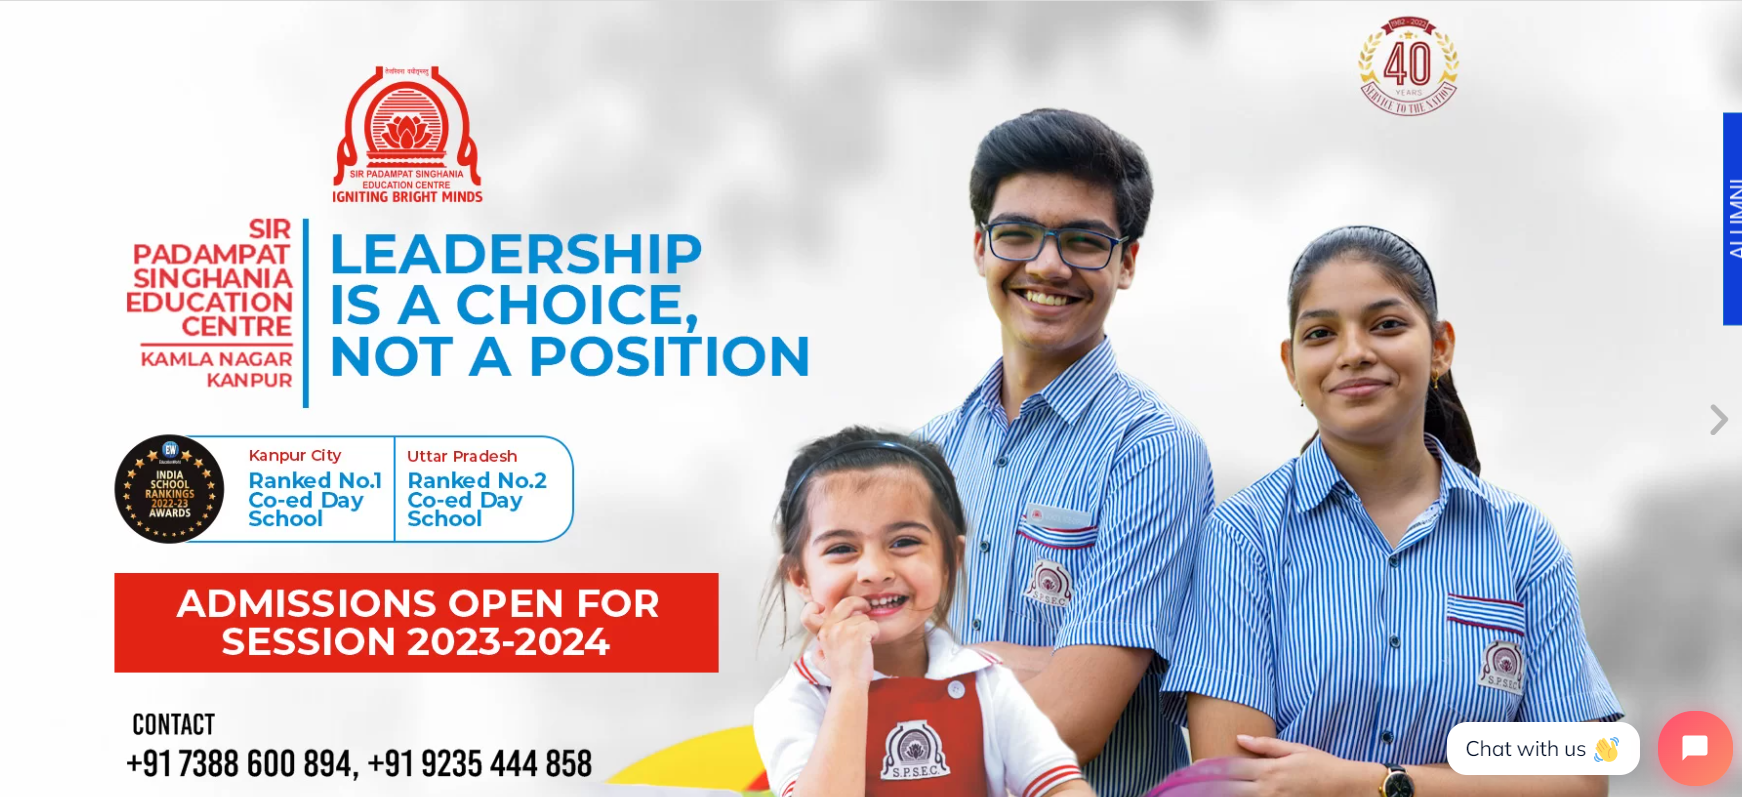 1982 - 2022
40
YEARS
SERVICE TO THE NATION
SIR PADAMPAT SINGHANIA
EDUCATION CENTRE
IGNITING BRIGHT MINDS
SIR
PADAMPAT
SINGHANIA
EDUCATION
CENTRE
KAMLA NAGAR
KANPUR
LEADERSHIP
IS A CHOICE,
NOT A POSITION
ALUMNI
EW
INDIA
SCHOOL
RANKINGS
2022-23
AWARDS
Kanpur City
Ranked No.1
Co-ed Day
School
Uttar Pradesh
Ranked No.2
Co-ed Day
School
ADMISSIONS OPEN FOR
SESSION 2023-2024
CONTACT
+91 7388 600 894, +91 9235 444 858
S.P.S.E.C.
S.P.S.E.C.
S.P.S.E.C.
Chat with us 👋